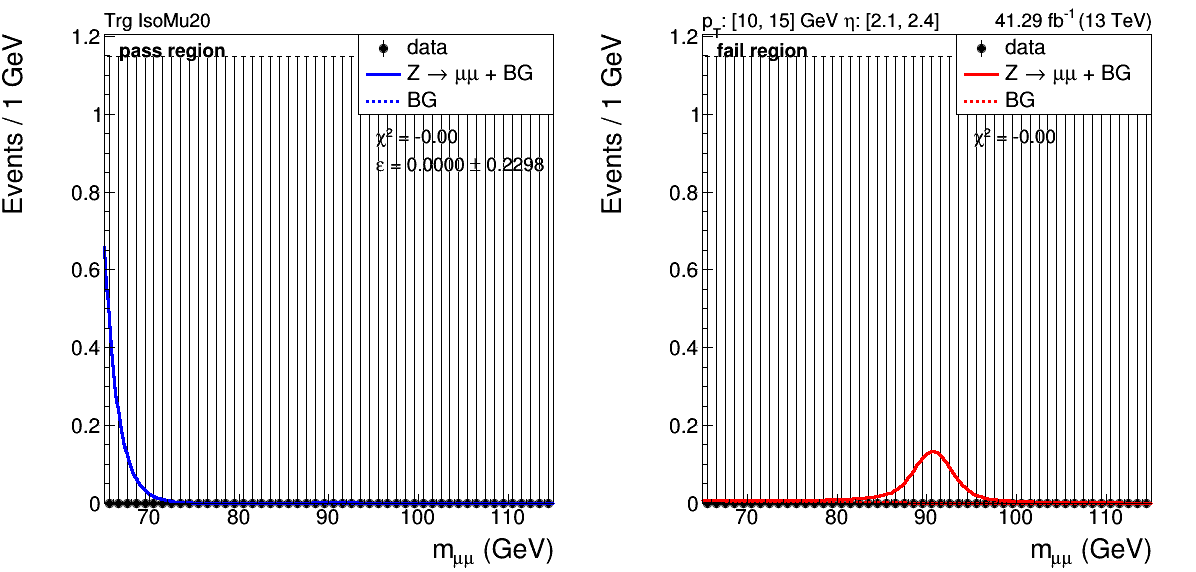 Trg IsoMu20
pass region
data
Z → μμ + BG
BG
χ² = -0.00
ε = 0.0000 ± 0.2298
Events / 1 GeV
1.2
1
0.8
0.6
0.4
0.2
0
70 80 90 100 110
m_μμ (GeV)
p_T: [10, 15] GeV η: [2.1, 2.4] 41.29 fb⁻¹ (13 TeV)
fail region
data
Z → μμ + BG
BG
χ² = -0.00
Events / 1 GeV
1.2
1
0.8
0.6
0.4
0.2
0
70 80 90 100 110
m_μμ (GeV)